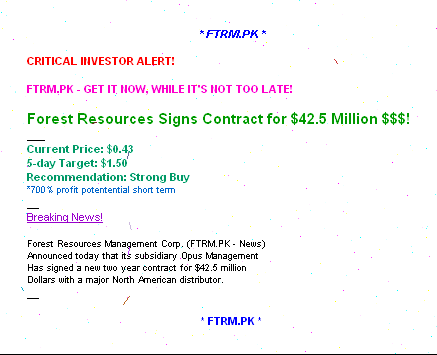 * FTRM.PK *
CRITICAL INVESTOR ALERT!
FTRM.PK - GET IT NOW, WHILE IT'S NOT TOO LATE!
Forest Resources Signs Contract for $42.5 Million $$$!
Current Price: $0.43
5-day Target: $1.50
Recommendation: Strong Buy
*700% profit potentential short term
Breaking News!
Forest Resources Management Corp. (FTRM.PK - News)
Announced today that its subsidiary Opus Management
Has signed a new two year contract for $42.5 million
Dollars with a major North American distributor.
* FTRM.PK *